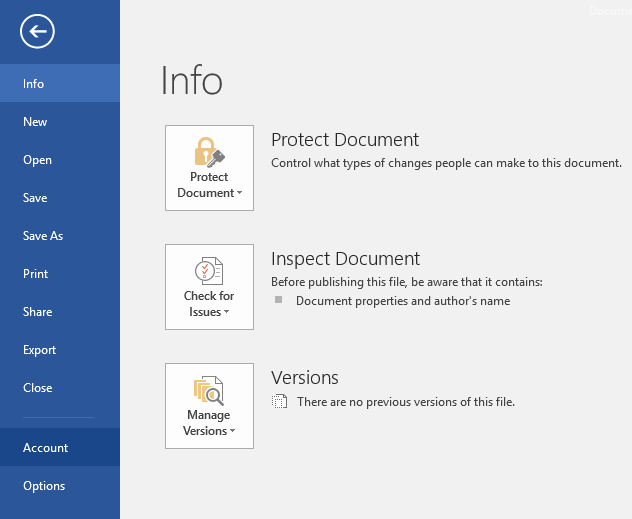 Info
New
Open
Save
Save As
Print
Share
Export
Close
Account
Options
Info
Protect
Document
Protect Document
Control what types of changes people can make to this document.
Check for
Issues
Inspect Document
Before publishing this file, be aware that it contains:
Document properties and author's name
Manage
Versions
Versions
There are no previous versions of this file.